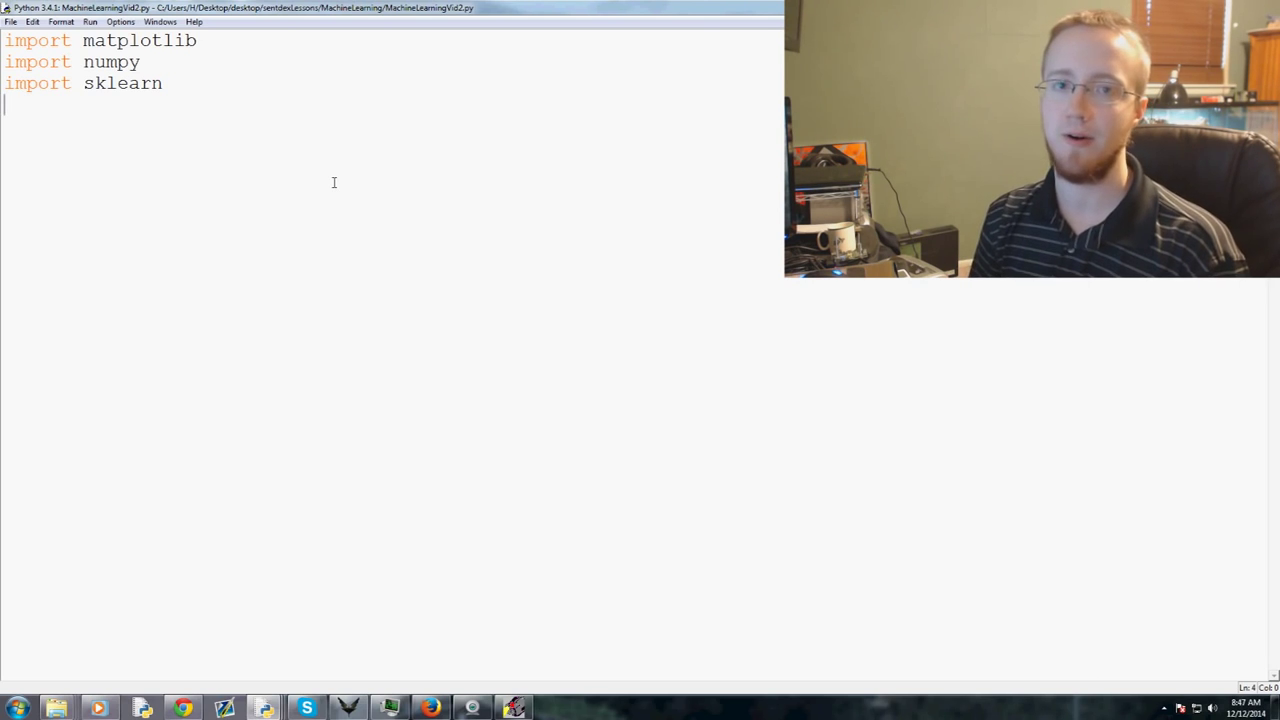 Python 3.4.1: MachineLearningVid2.py - C:/Users/H/Desktop/desktop/sentdexLessons/MachineLearning/MachineLearningVid2.py
File Edit Format Run Options Windows Help
import matplotlib
import numpy
import sklearn
Ln: 4 Col: 0
8:47 AM
12/12/2014